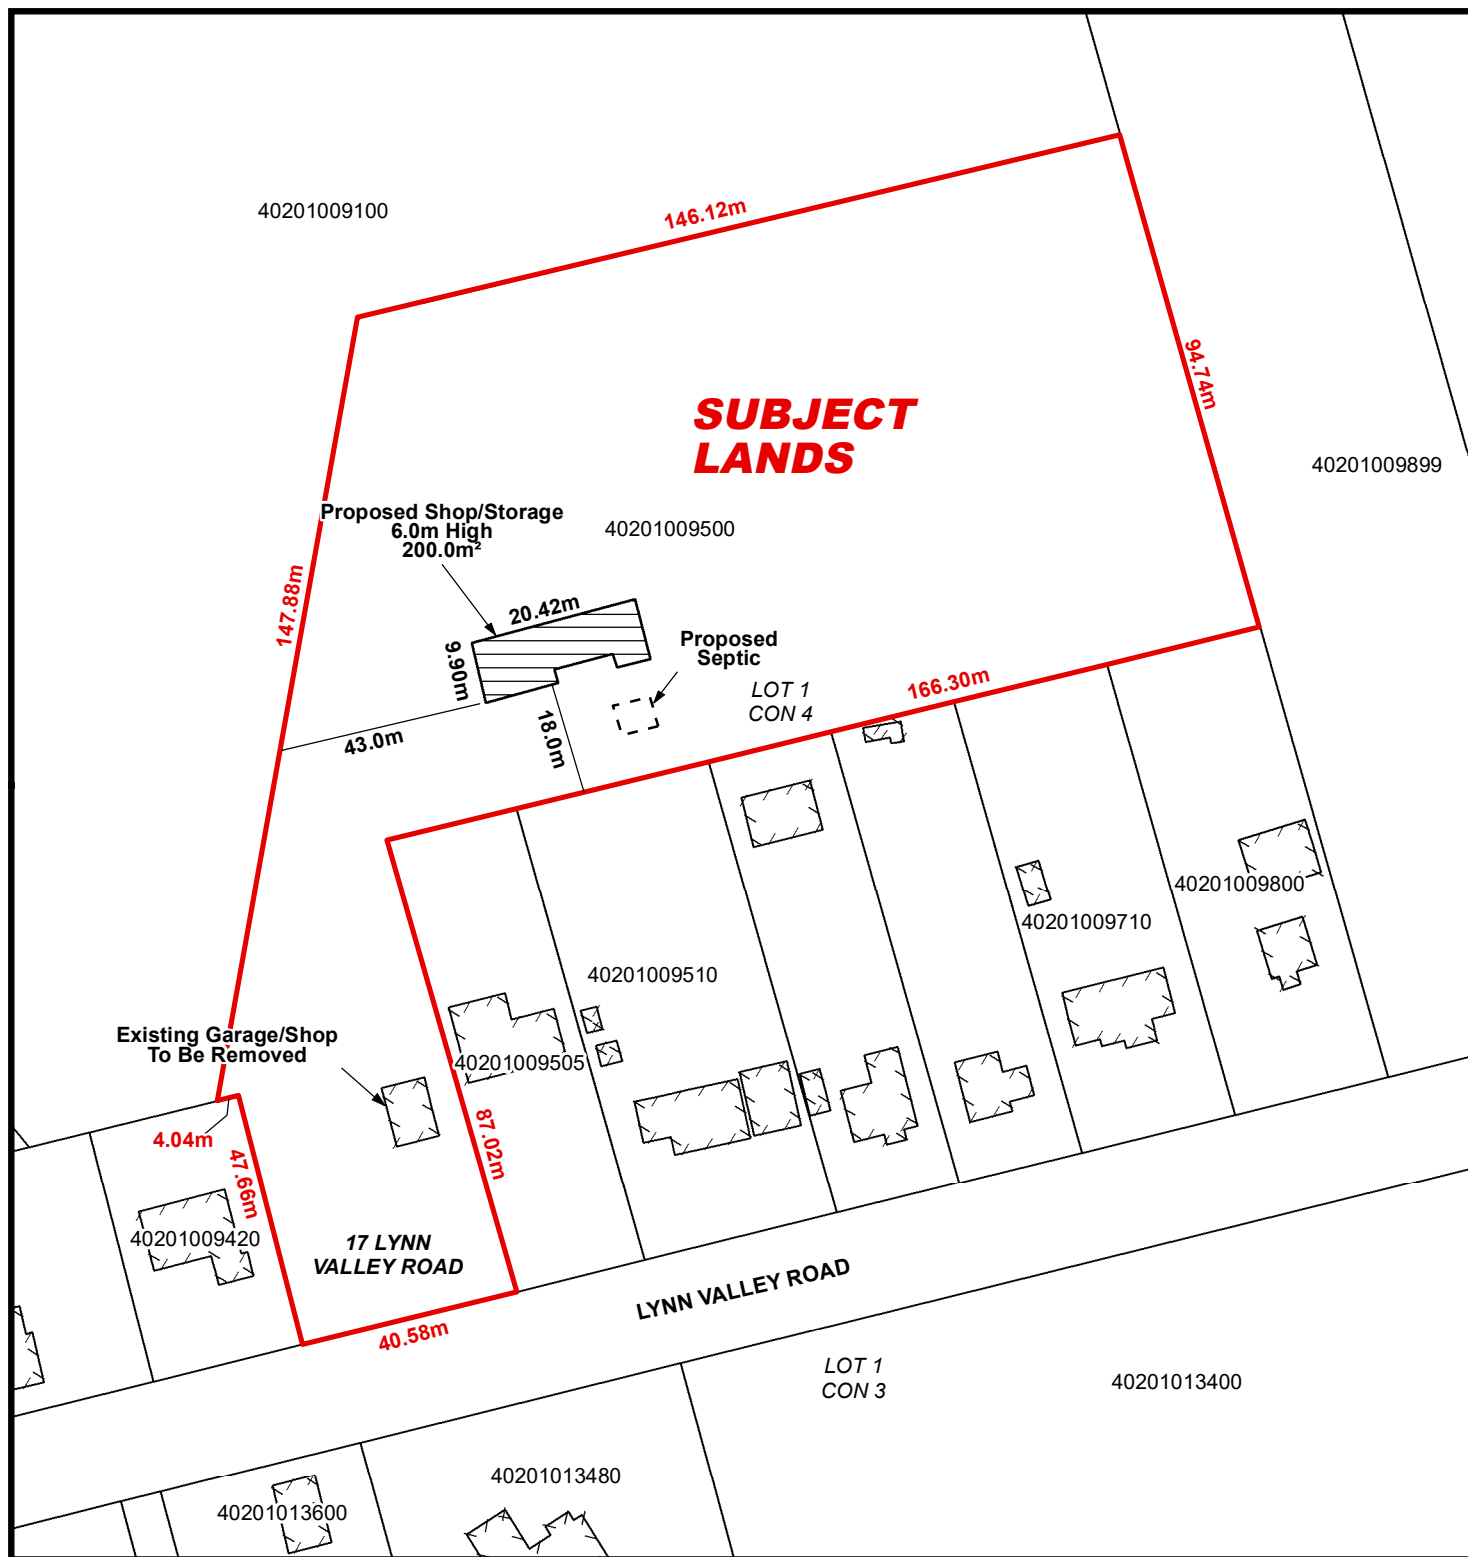 40201009100
146.12m
94.74m
SUBJECT
LANDS
40201009899
Proposed Shop/Storage
6.0m High
200.0m²
40201009500
147.88m
20.42m
9.90m
Proposed
Septic
LOT 1
CON 4
166.30m
43.0m
18.0m
40201009800
40201009710
40201009510
Existing Garage/Shop
To Be Removed
40201009505
4.04m
47.66m
87.02m
40201009420
17 LYNN
VALLEY ROAD
LYNN VALLEY ROAD
40.58m
LOT 1
CON 3
40201013400
40201013480
40201013600